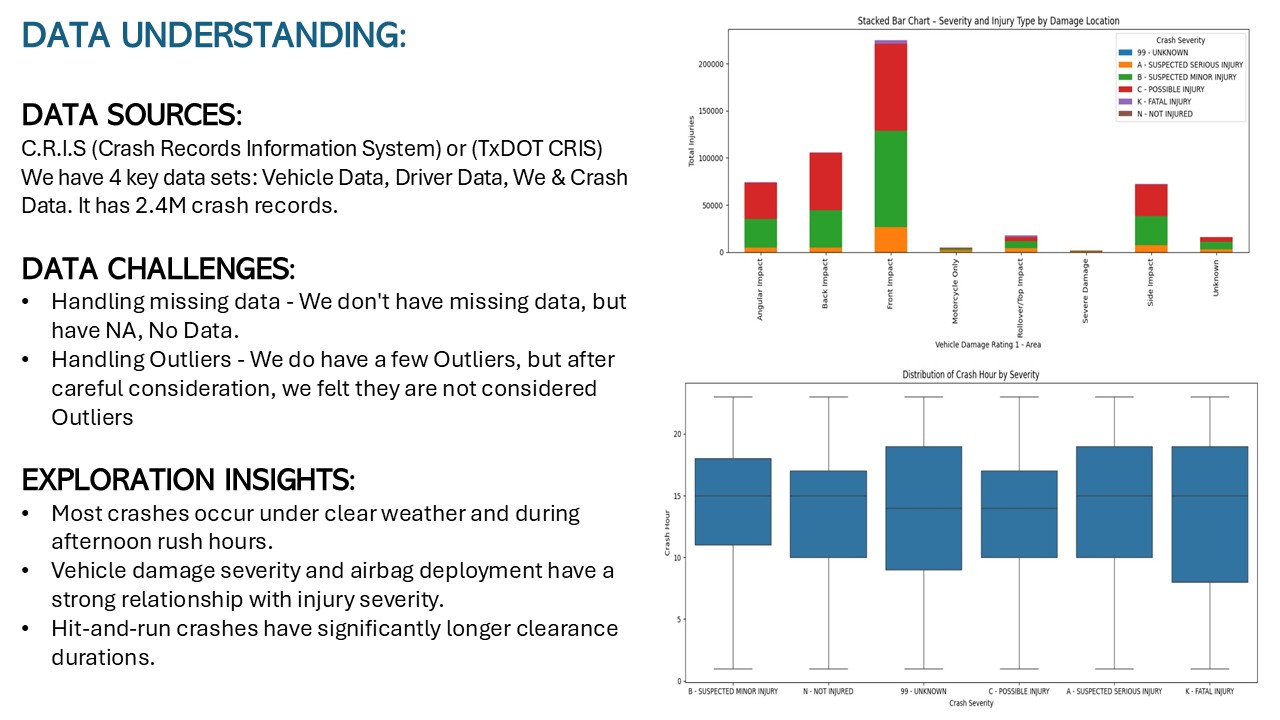 DATA UNDERSTANDING:
DATA SOURCES:
C.R.I.S (Crash Records Information System) or (TxDOT CRIS)
We have 4 key data sets: Vehicle Data, Driver Data, We & Crash
Data. It has 2.4M crash records.
DATA CHALLENGES:
• Handling missing data - We don't have missing data, but
have NA, No Data.
• Handling Outliers - We do have a few Outliers, but after
careful consideration, we felt they are not considered
Outliers
EXPLORATION INSIGHTS:
• Most crashes occur under clear weather and during
afternoon rush hours.
• Vehicle damage severity and airbag deployment have a
strong relationship with injury severity.
• Hit-and-run crashes have significantly longer clearance
durations.
Stacked Bar Chart – Severity and Injury Type by Damage Location
Crash Severity
99 - UNKNOWN
A - SUSPECTED SERIOUS INJURY
B - SUSPECTED MINOR INJURY
C - POSSIBLE INJURY
K - FATAL INJURY
N - NOT INJURED
Total Injuries
200000
150000
100000
50000
0
Angular Impact
Back Impact
Front Impact
Motorcycle Only
Rollover/Top Impact
Severe Damage
Side Impact
Unknown
Vehicle Damage Rating 1 - Area
Distribution of Crash Hour by Severity
Crash Hour
20
15
10
5
0
B - SUSPECTED MINOR INJURY
N - NOT INJURED
99 - UNKNOWN
C - POSSIBLE INJURY
A - SUSPECTED SERIOUS INJURY
K - FATAL INJURY
Crash Severity